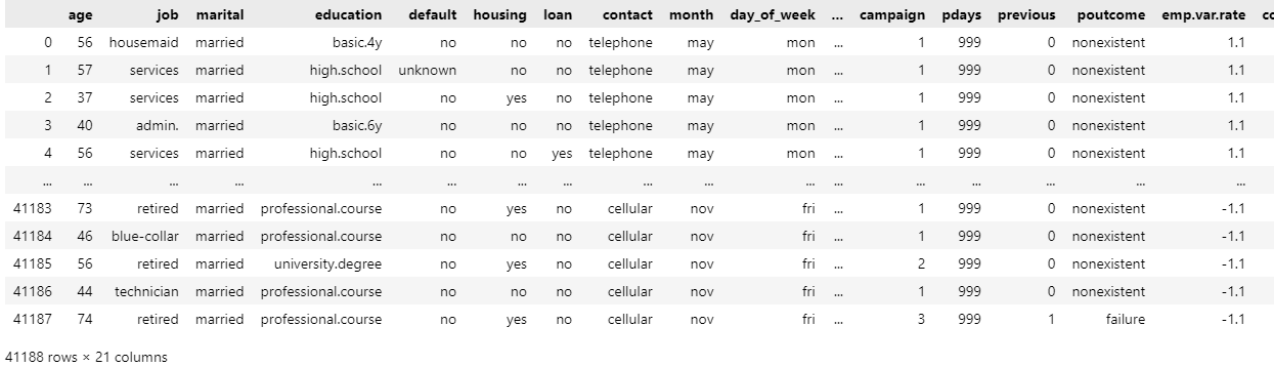 age job marital education default housing loan contact month day_of_week ... campaign pdays previous poutcome emp.var.rate co
0 56 housemaid married basic.4y no no no telephone may mon ... 1 999 0 nonexistent 1.1
1 57 services married high.school unknown no no telephone may mon ... 1 999 0 nonexistent 1.1
2 37 services married high.school no yes no telephone may mon ... 1 999 0 nonexistent 1.1
3 40 admin. married basic.6y no no no telephone may mon ... 1 999 0 nonexistent 1.1
4 56 services married high.school no no yes telephone may mon ... 1 999 0 nonexistent 1.1
... ... ... ... ... ... ... ... ... ... ... ... ... ... ... ... ...
41183 73 retired married professional.course no yes no cellular nov fri ... 1 999 0 nonexistent -1.1
41184 46 blue-collar married professional.course no no no cellular nov fri ... 1 999 0 nonexistent -1.1
41185 56 retired married university.degree no yes no cellular nov fri ... 2 999 0 nonexistent -1.1
41186 44 technician married professional.course no no no cellular nov fri ... 1 999 0 nonexistent -1.1
41187 74 retired married professional.course no yes no cellular nov fri ... 3 999 1 failure -1.1
41188 rows × 21 columns